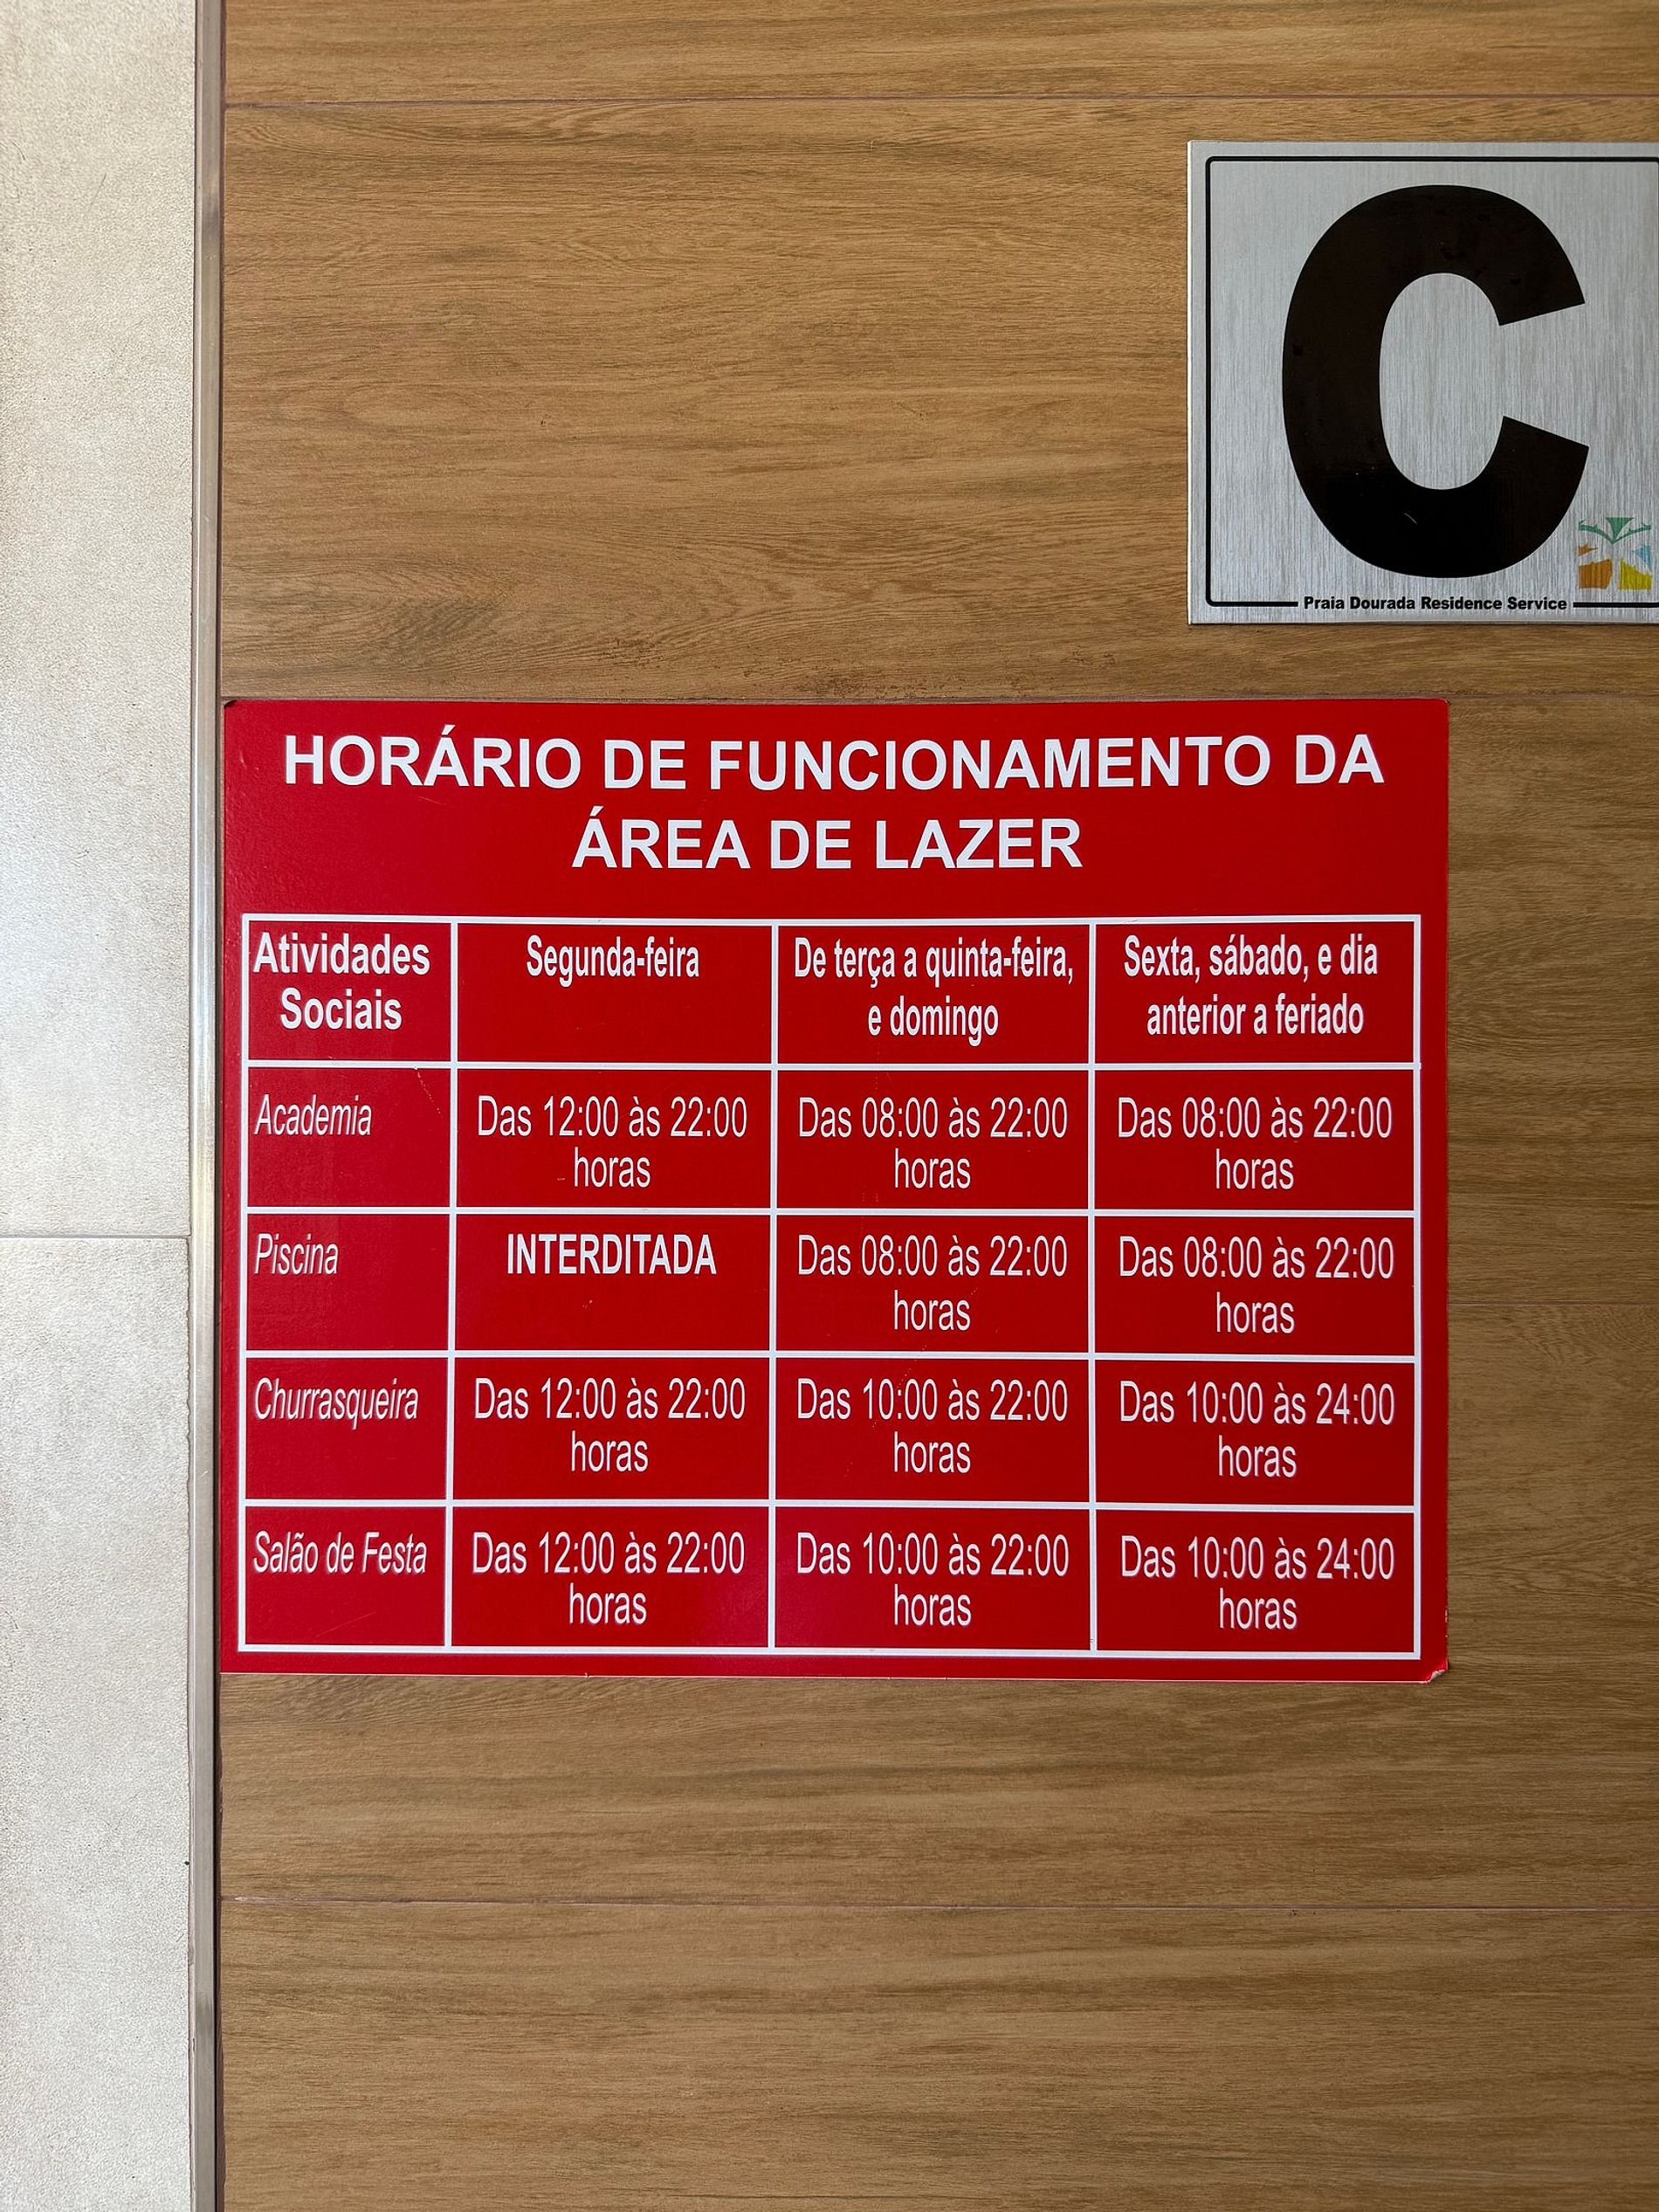 C
Praia Dourada Residence Service
HORÁRIO DE FUNCIONAMENTO DA
ÁREA DE LAZER
Atividades
Sociais
Segunda-feira
De terça a quinta-feira,
e domingo
Sexta, sábado, e dia
anterior a feriado
Academia
Das 12:00 às 22:00
horas
Das 08:00 às 22:00
horas
Das 08:00 às 22:00
horas
Piscina
INTERDITADA
Das 08:00 às 22:00
horas
Das 08:00 às 22:00
horas
Churrasqueira
Das 12:00 às 22:00
horas
Das 10:00 às 22:00
horas
Das 10:00 às 24:00
horas
Salão de Festa
Das 12:00 às 22:00
horas
Das 10:00 às 22:00
horas
Das 10:00 às 24:00
horas